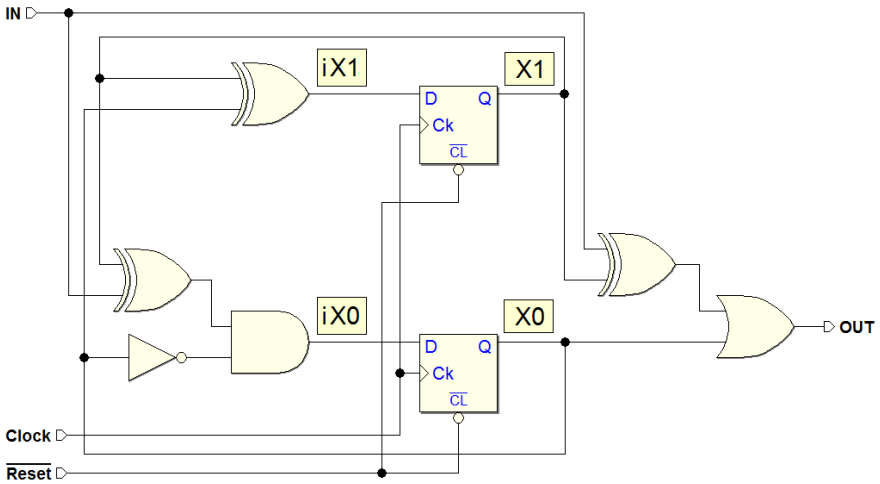 IN
iX1
X1
D Q
Ck
CL
iX0
X0
D Q
Ck
CL
OUT
Clock
Reset